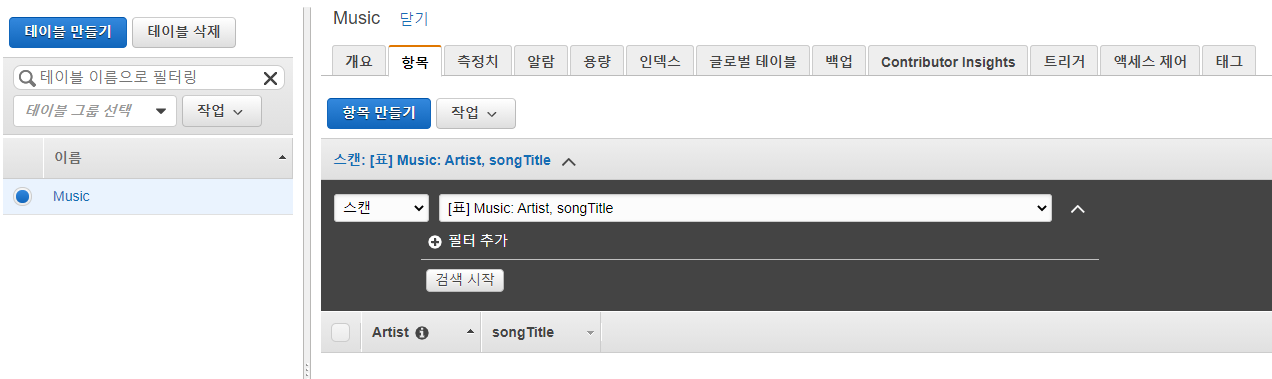 테이블 만들기
테이블 삭제
테이블 이름으로 필터링
테이블 그룹 선택
작업
이름
Music
Music
닫기
개요
항목
측정치
알람
용량
인덱스
글로벌 테이블
백업
Contributor Insights
트리거
액세스 제어
태그
항목 만들기
작업
스캔: [표] Music: Artist, songTitle
스캔
[표] Music: Artist, songTitle
필터 추가
검색 시작
Artist
songTitle